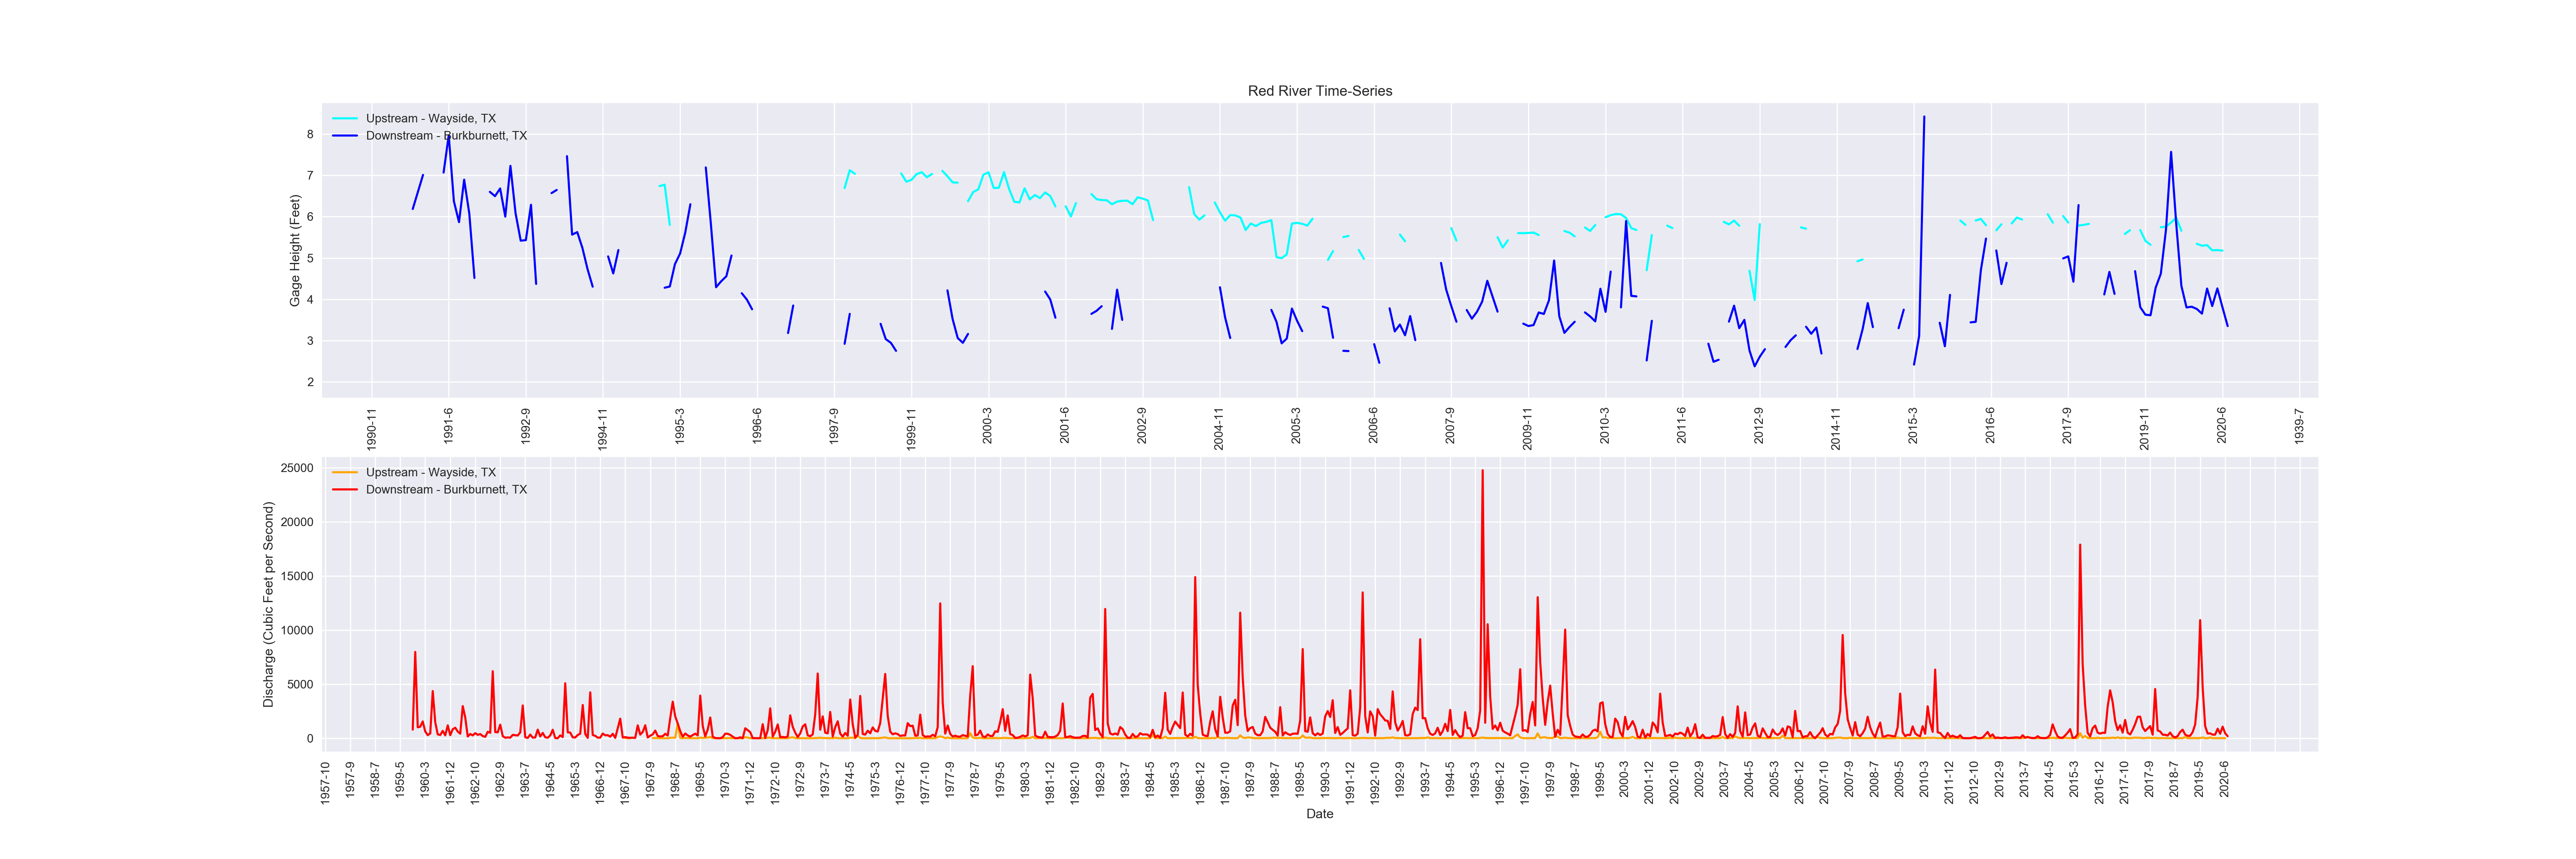 Red River Time-Series
Upstream - Wayside, TX
Downstream - Burkburnett, TX
Gage Height (Feet)
8
7
6
5
4
3
2
1990-11 1991-6 1992-9 1994-11 1995-3 1996-6 1997-9 1999-11 2000-3 2001-6 2002-9 2004-11 2005-3 2006-6 2007-9 2009-11 2010-3 2011-6 2012-9 2014-11 2015-3 2016-6 2017-9 2019-11 2020-6 1939-7
Upstream - Wayside, TX
Downstream - Burkburnett, TX
Discharge (Cubic Feet per Second)
25000
20000
15000
10000
5000
0
1957-10 1957-9 1958-7 1959-5 1960-3 1961-12 1962-10 1962-9 1963-7 1964-5 1965-3 1966-12 1967-10 1967-9 1968-7 1969-5 1970-3 1971-12 1972-10 1972-9 1973-7 1974-5 1975-3 1976-12 1977-10 1977-9 1978-7 1979-5 1980-3 1981-12 1982-10 1982-9 1983-7 1984-5 1985-3 1986-12 1987-10 1987-9 1988-7 1989-5 1990-3 1991-12 1992-10 1992-9 1993-7 1994-5 1995-3 1996-12 1997-10 1997-9 1998-7 1999-5 2000-3 2001-12 2002-10 2002-9 2003-7 2004-5 2005-3 2006-12 2007-10 2007-9 2008-7 2009-5 2010-3 2011-12 2012-10 2012-9 2013-7 2014-5 2015-3 2016-12 2017-10 2017-9 2018-7 2019-5 2020-6
Date